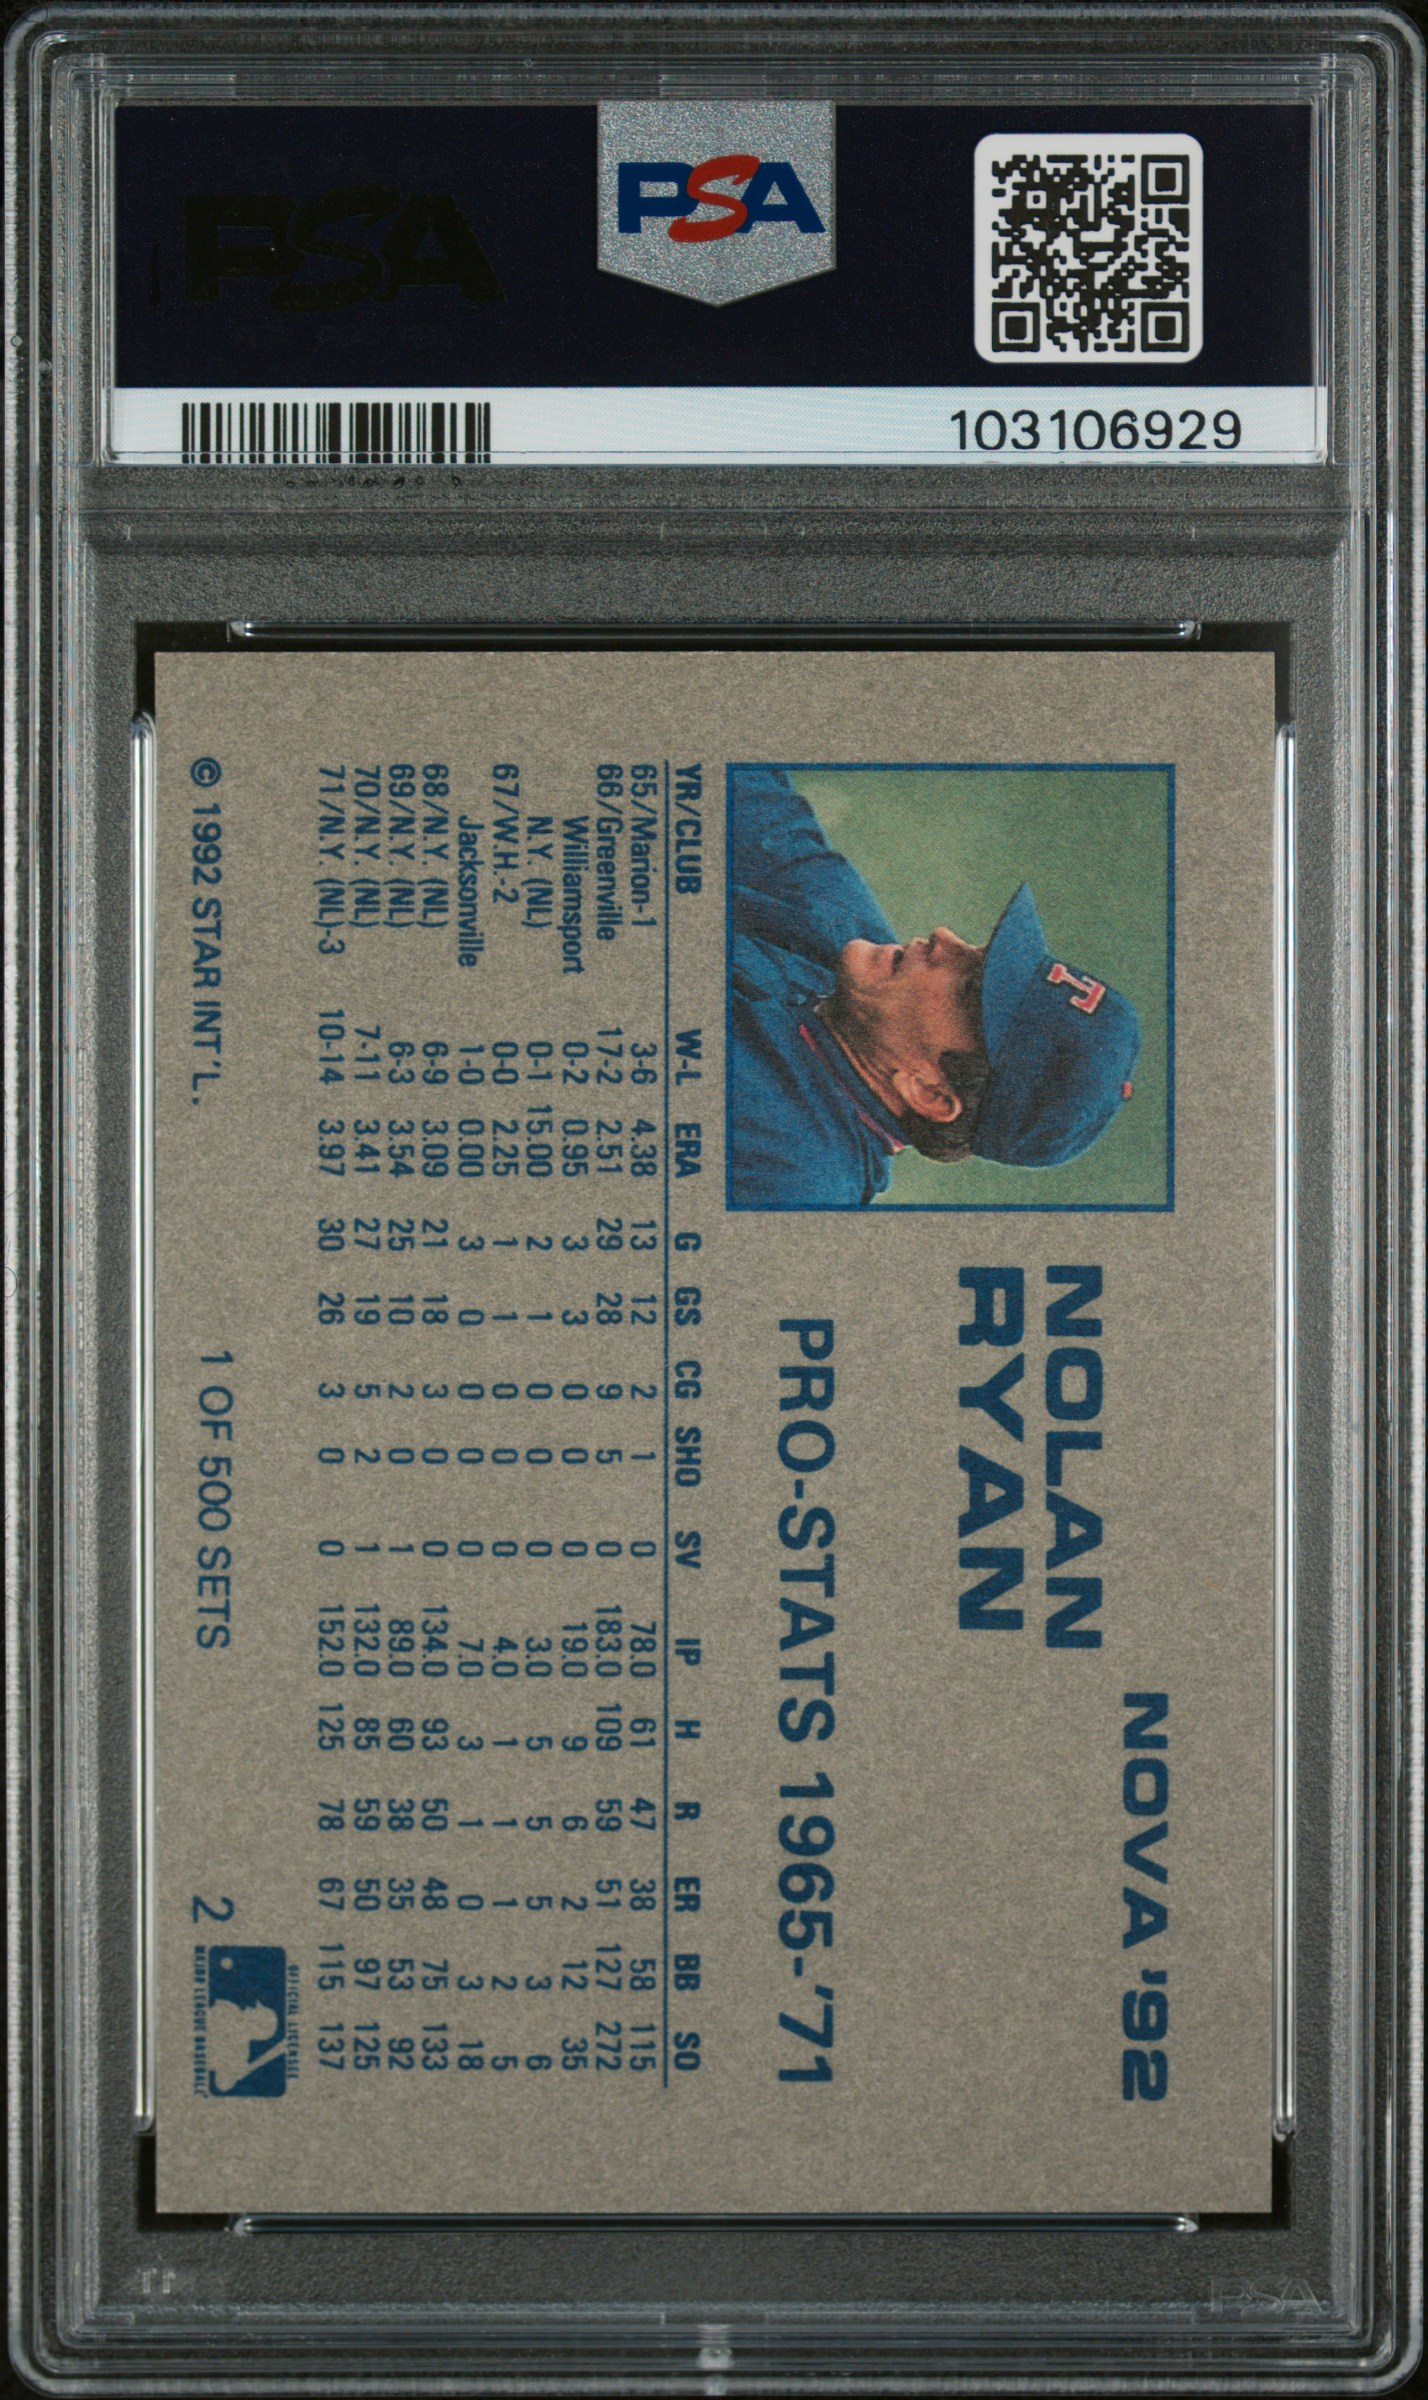 PSA
PSA
103106929
NOVA '92
NOLAN
RYAN
PRO-STATS 1965-'71
YR/CLUB W-L ERA G GS CG SHO SV IP H R ER BB SO
65/Marion-1 3-6 4.38 13 12 2 1 0 78.0 61 47 38 58 115
66/Greenville 17-2 2.51 29 28 9 5 0 183.0 109 59 51 127 272
Williamsport 0-2 0.95 3 3 0 0 0 19.0 9 6 2 12 35
N.Y. (NL) 0-1 15.00 2 1 0 0 0 3.0 5 5 5 3 6
67/W.H.-2 0-0 2.25 1 1 0 0 0 4.0 1 1 1 2 5
Jacksonville 1-0 0.00 3 0 0 0 0 7.0 3 1 0 3 18
68/N.Y. (NL) 6-9 3.09 21 18 3 0 0 134.0 93 50 48 75 133
69/N.Y. (NL) 6-3 3.54 25 10 2 0 1 89.0 60 38 35 53 92
70/N.Y. (NL) 7-11 3.41 27 19 5 2 1 132.0 85 59 50 97 125
71/N.Y. (NL)-3 10-14 3.97 30 26 3 0 0 152.0 125 78 67 115 137
© 1992 STAR INT'L. 1 OF 500 SETS 2
OFFICIAL LICENSEE
MAJOR LEAGUE BASEBALL
T
PSA